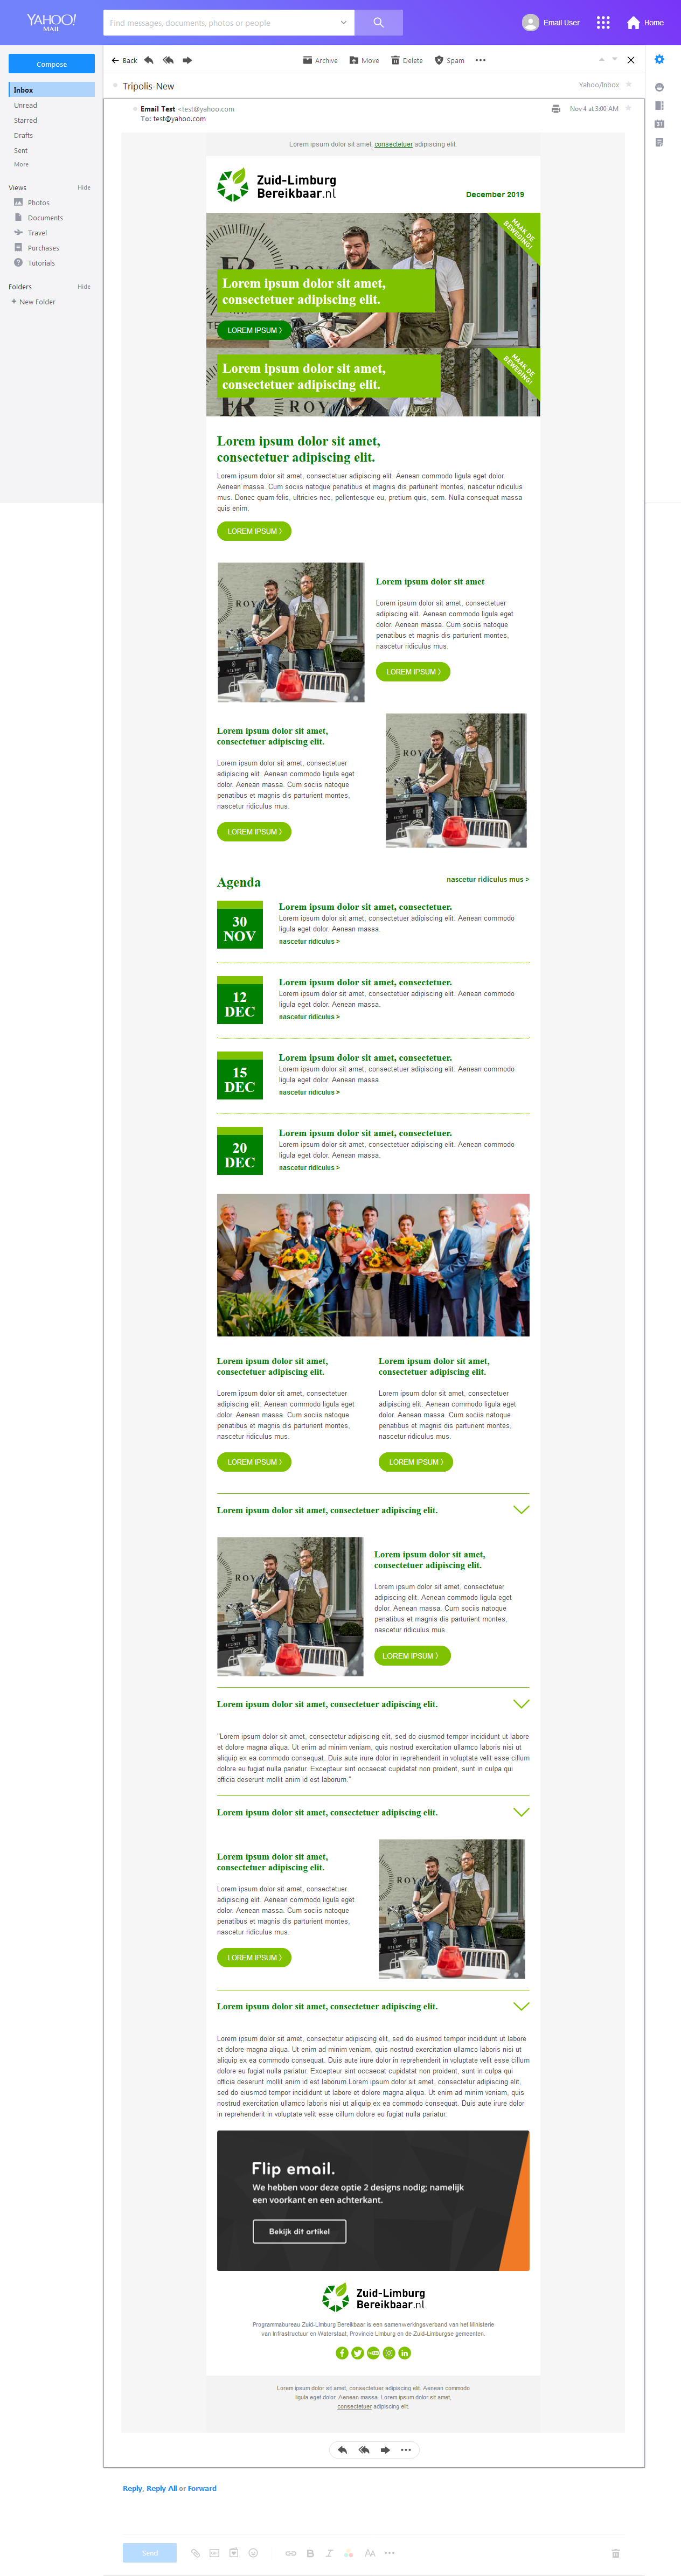 YAHOO!
MAIL
Find messages, documents, photos or people
Email User
Home
Compose
Back
Archive
Move
Delete
Spam
Inbox
Unread
Starred
Drafts
Sent
More
Views
Hide
Photos
Documents
Travel
Purchases
Tutorials
Folders
Hide
+ New Folder
Tripolis-New
Yahoo/Inbox
Email Test <test@yahoo.com
Nov 4 at 3:00 AM
To: test@yahoo.com
Lorem ipsum dolor sit amet, consectetuer adipiscing elit.
Zuid-Limburg
Bereikbaar.nl
December 2019
MAAK DE
BEWEGING!
Lorem ipsum dolor sit amet,
consectetuer adipiscing elit.
LOREM IPSUM 〉
MAAK DE
BEWEGING!
Lorem ipsum dolor sit amet,
consectetuer adipiscing elit.
Lorem ipsum dolor sit amet,
consectetuer adipiscing elit.
Lorem ipsum dolor sit amet, consectetuer adipiscing elit. Aenean commodo ligula eget dolor.
Aenean massa. Cum sociis natoque penatibus et magnis dis parturient montes, nascetur ridiculus
mus. Donec quam felis, ultricies nec, pellentesque eu, pretium quis, sem. Nulla consequat massa
quis enim.
LOREM IPSUM 〉
Lorem ipsum dolor sit amet
Lorem ipsum dolor sit amet, consectetuer
adipiscing elit. Aenean commodo ligula eget
dolor. Aenean massa. Cum sociis natoque
penatibus et magnis dis parturient montes,
nascetur ridiculus mus.
LOREM IPSUM 〉
Lorem ipsum dolor sit amet,
consectetuer adipiscing elit.
Lorem ipsum dolor sit amet, consectetuer
adipiscing elit. Aenean commodo ligula eget
dolor. Aenean massa. Cum sociis natoque
penatibus et magnis dis parturient montes,
nascetur ridiculus mus.
LOREM IPSUM 〉
Agenda
nascetur ridiculus mus >
30
NOV
Lorem ipsum dolor sit amet, consectetuer.
Lorem ipsum dolor sit amet, consectetuer adipiscing elit. Aenean commodo
ligula eget dolor. Aenean massa.
nascetur ridiculus >
12
DEC
Lorem ipsum dolor sit amet, consectetuer.
Lorem ipsum dolor sit amet, consectetuer adipiscing elit. Aenean commodo
ligula eget dolor. Aenean massa.
nascetur ridiculus >
15
DEC
Lorem ipsum dolor sit amet, consectetuer.
Lorem ipsum dolor sit amet, consectetuer adipiscing elit. Aenean commodo
ligula eget dolor. Aenean massa.
nascetur ridiculus >
20
DEC
Lorem ipsum dolor sit amet, consectetuer.
Lorem ipsum dolor sit amet, consectetuer adipiscing elit. Aenean commodo
ligula eget dolor. Aenean massa.
nascetur ridiculus >
Lorem ipsum dolor sit amet,
consectetuer adipiscing elit.
Lorem ipsum dolor sit amet, consectetuer
adipiscing elit. Aenean commodo ligula eget
dolor. Aenean massa. Cum sociis natoque
penatibus et magnis dis parturient montes,
nascetur ridiculus mus.
LOREM IPSUM 〉
Lorem ipsum dolor sit amet,
consectetuer adipiscing elit.
Lorem ipsum dolor sit amet, consectetuer
adipiscing elit. Aenean commodo ligula eget
dolor. Aenean massa. Cum sociis natoque
penatibus et magnis dis parturient montes,
nascetur ridiculus mus.
LOREM IPSUM 〉
Lorem ipsum dolor sit amet, consectetuer adipiscing elit.
Lorem ipsum dolor sit amet,
consectetuer adipiscing elit.
Lorem ipsum dolor sit amet, consectetuer
adipiscing elit. Aenean commodo ligula eget
dolor. Aenean massa. Cum sociis natoque
penatibus et magnis dis parturient montes,
nascetur ridiculus mus.
LOREM IPSUM 〉
Lorem ipsum dolor sit amet, consectetuer adipiscing elit.
"Lorem ipsum dolor sit amet, consectetur adipiscing elit, sed do eiusmod tempor incididunt ut labore
et dolore magna aliqua. Ut enim ad minim veniam, quis nostrud exercitation ullamco laboris nisi ut
aliquip ex ea commodo consequat. Duis aute irure dolor in reprehenderit in voluptate velit esse cillum
dolore eu fugiat nulla pariatur. Excepteur sint occaecat cupidatat non proident, sunt in culpa qui
officia deserunt mollit anim id est laborum."
Lorem ipsum dolor sit amet, consectetuer adipiscing elit.
Lorem ipsum dolor sit amet,
consectetuer adipiscing elit.
Lorem ipsum dolor sit amet, consectetuer
adipiscing elit. Aenean commodo ligula eget
dolor. Aenean massa. Cum sociis natoque
penatibus et magnis dis parturient montes,
nascetur ridiculus mus.
LOREM IPSUM 〉
Lorem ipsum dolor sit amet, consectetuer adipiscing elit.
Lorem ipsum dolor sit amet, consectetur adipiscing elit, sed do eiusmod tempor incididunt ut labore
et dolore magna aliqua. Ut enim ad minim veniam, quis nostrud exercitation ullamco laboris nisi ut
aliquip ex ea commodo consequat. Duis aute irure dolor in reprehenderit in voluptate velit esse cillum
dolore eu fugiat nulla pariatur. Excepteur sint occaecat cupidatat non proident, sunt in culpa qui
officia deserunt mollit anim id est laborum.Lorem ipsum dolor sit amet, consectetur adipiscing elit,
sed do eiusmod tempor incididunt ut labore et dolore magna aliqua. Ut enim ad minim veniam, quis
nostrud exercitation ullamco laboris nisi ut aliquip ex ea commodo consequat. Duis aute irure dolor
in reprehenderit in voluptate velit esse cillum dolore eu fugiat nulla pariatur.
Flip email.
We hebben voor deze optie 2 designs nodig; namelijk
een voorkant en een achterkant.
Bekijk dit artikel
Zuid-Limburg
Bereikbaar.nl
Programmabureau Zuid-Limburg Bereikbaar is een samenwerkingsverband van het Ministerie
van Infrastructuur en Waterstaat, Provincie Limburg en de Zuid-Limburgse gemeenten.
Lorem ipsum dolor sit amet, consectetuer adipiscing elit. Aenean commodo
ligula eget dolor. Aenean massa. Lorem ipsum dolor sit amet,
consectetuer adipiscing elit.
Reply, Reply All or Forward
Send